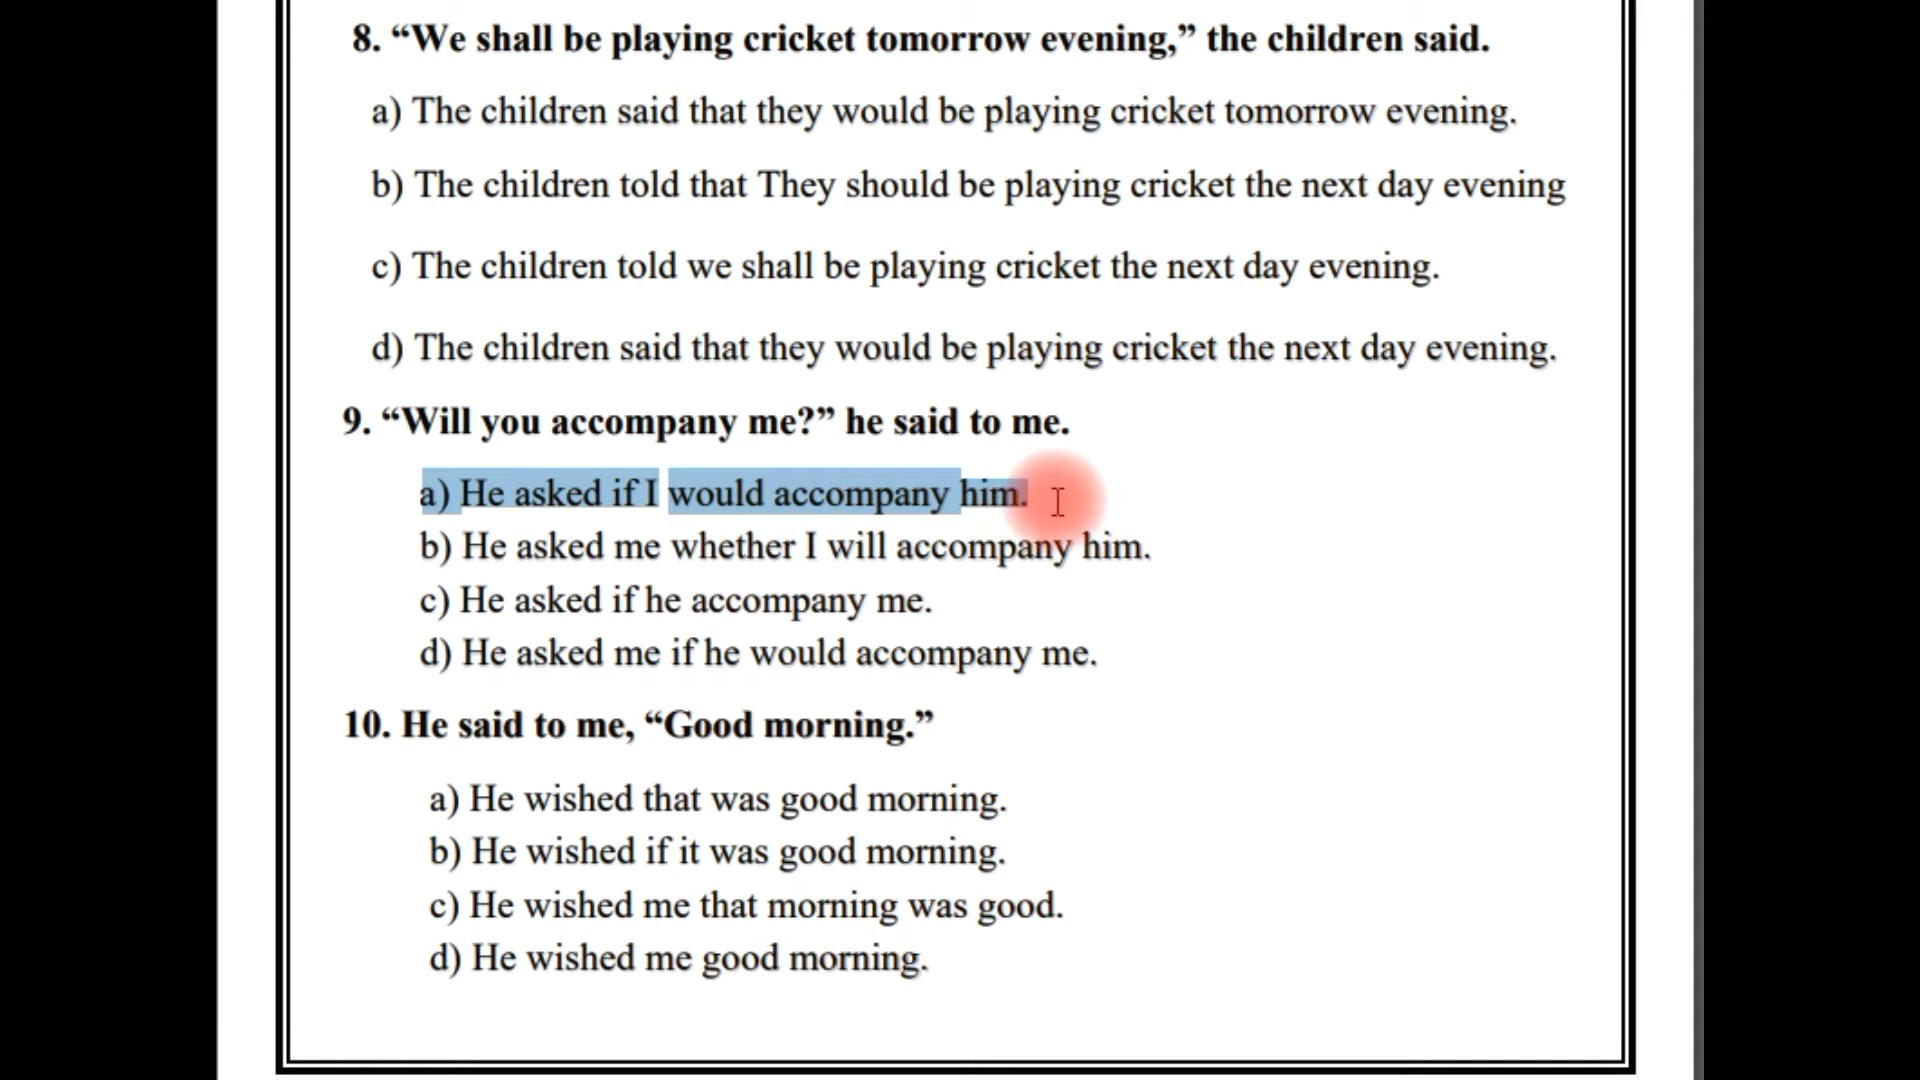 8. “We shall be playing cricket tomorrow evening,” the children said.
a) The children said that they would be playing cricket tomorrow evening.
b) The children told that They should be playing cricket the next day evening
c) The children told we shall be playing cricket the next day evening.
d) The children said that they would be playing cricket the next day evening.
9. “Will you accompany me?” he said to me.
a) He asked if I would accompany him.
b) He asked me whether I will accompany him.
c) He asked if he accompany me.
d) He asked me if he would accompany me.
10. He said to me, “Good morning.”
a) He wished that was good morning.
b) He wished if it was good morning.
c) He wished me that morning was good.
d) He wished me good morning.